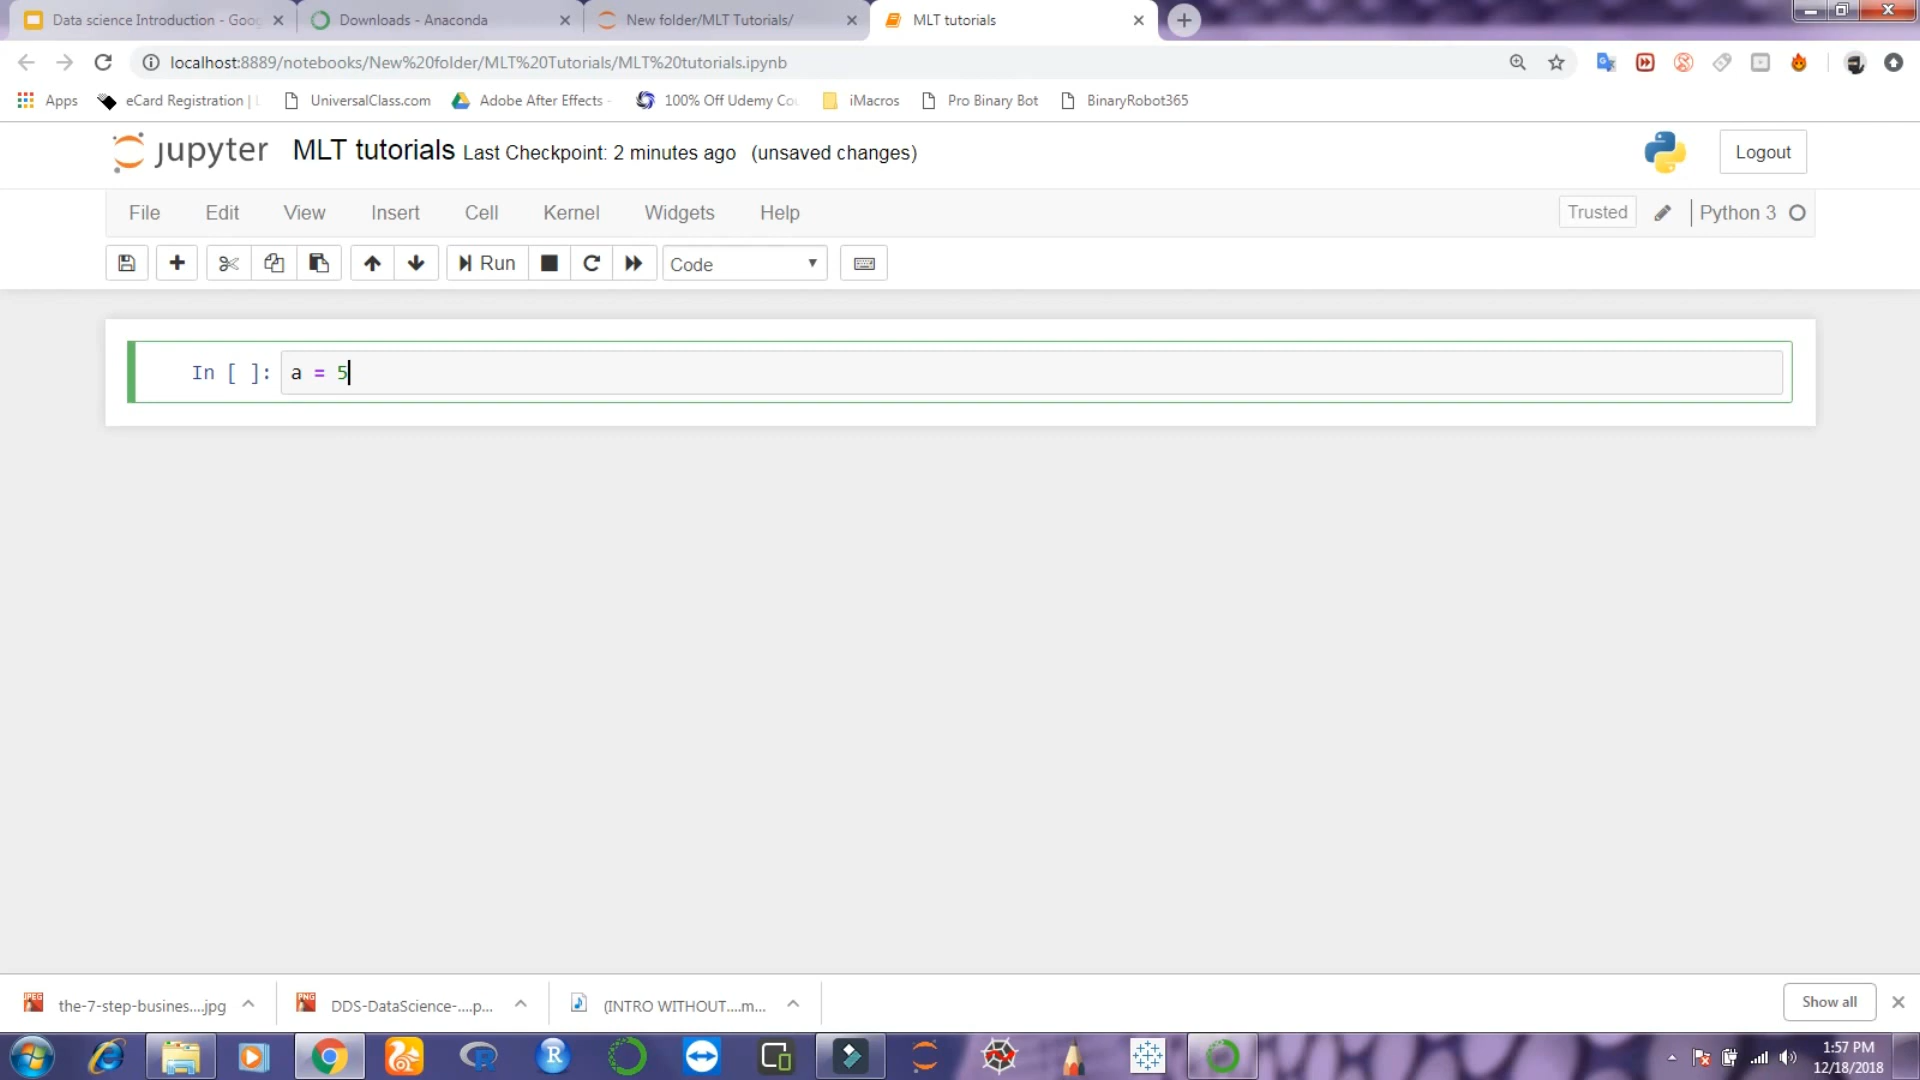 Data science Introduction - Goog
Downloads - Anaconda
New folder/MLT Tutorials/
MLT tutorials
localhost:8889/notebooks/New%20folder/MLT%20Tutorials/MLT%20tutorials.ipynb
Apps
eCard Registration |
UniversalClass.com
Adobe After Effects -
100% Off Udemy Cou
iMacros
Pro Binary Bot
BinaryRobot365
jupyter
MLT tutorials Last Checkpoint: 2 minutes ago (unsaved changes)
Logout
File
Edit
View
Insert
Cell
Kernel
Widgets
Help
Trusted
Python 3
Run
Code
In [ ]: a = 5
the-7-step-busines....jpg
DDS-DataScience-....p...
(INTRO WITHOUT....m...
Show all
1:57 PM
12/18/2018